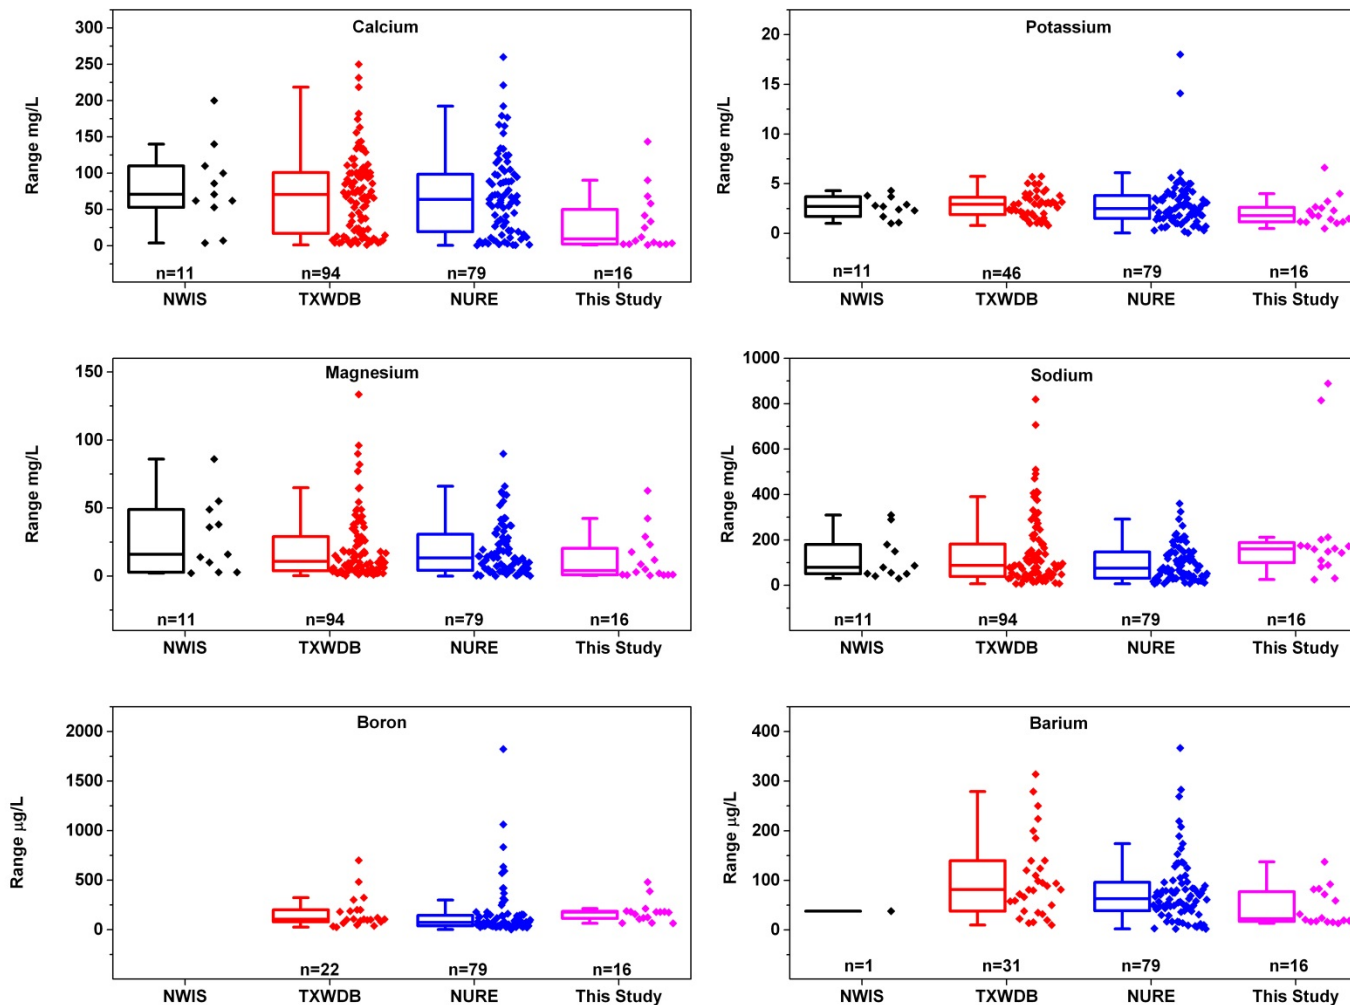 Calcium
Range mg/L
300
250
200
150
100
50
0
n=11 n=94 n=79 n=16
NWIS TXWDB NURE This Study
Potassium
Range mg/L
20
15
10
5
0
n=11 n=46 n=79 n=16
NWIS TXWDB NURE This Study
Magnesium
Range mg/L
150
100
50
0
n=11 n=94 n=79 n=16
NWIS TXWDB NURE This Study
Sodium
Range mg/L
1000
800
600
400
200
0
n=11 n=94 n=79 n=16
NWIS TXWDB NURE This Study
Boron
Range µg/L
2000
1500
1000
500
0
n=22 n=79 n=16
NWIS TXWDB NURE This Study
Barium
Range µg/L
400
300
200
100
0
n=1 n=31 n=79 n=16
NWIS TXWDB NURE This Study